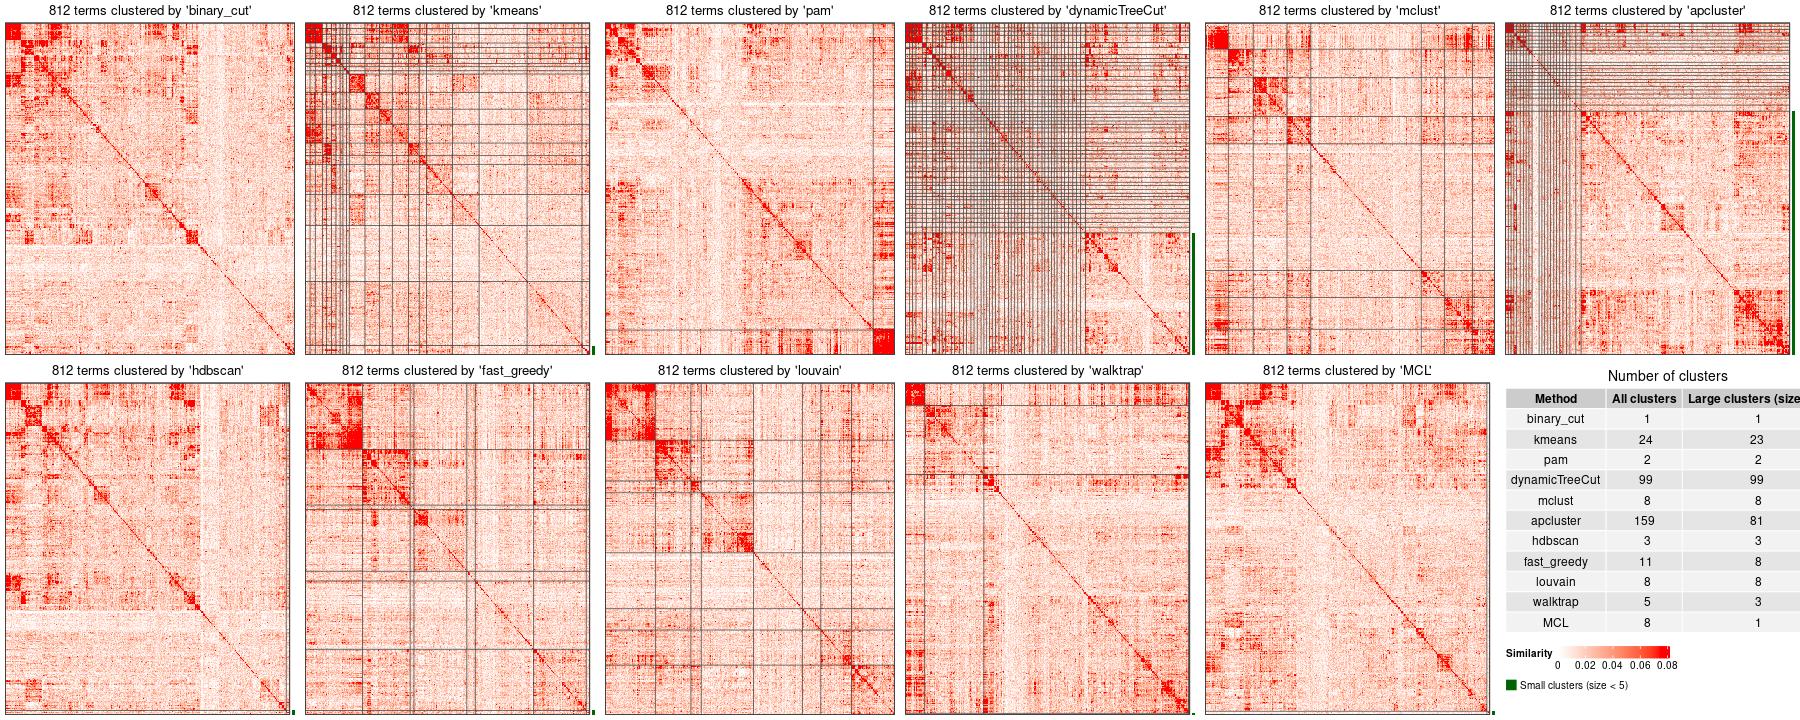 812 terms clustered by 'binary_cut'
812 terms clustered by 'kmeans'
812 terms clustered by 'pam'
812 terms clustered by 'dynamicTreeCut'
812 terms clustered by 'mclust'
812 terms clustered by 'apcluster'
812 terms clustered by 'hdbscan'
812 terms clustered by 'fast_greedy'
812 terms clustered by 'louvain'
812 terms clustered by 'walktrap'
812 terms clustered by 'MCL'
Number of clusters
Method All clusters Large clusters (size
binary_cut 1 1
kmeans 24 23
pam 2 2
dynamicTreeCut 99 99
mclust 8 8
apcluster 159 81
hdbscan 3 3
fast_greedy 11 8
louvain 8 8
walktrap 5 3
MCL 8 1
Similarity
0 0.02 0.04 0.06 0.08
Small clusters (size < 5)